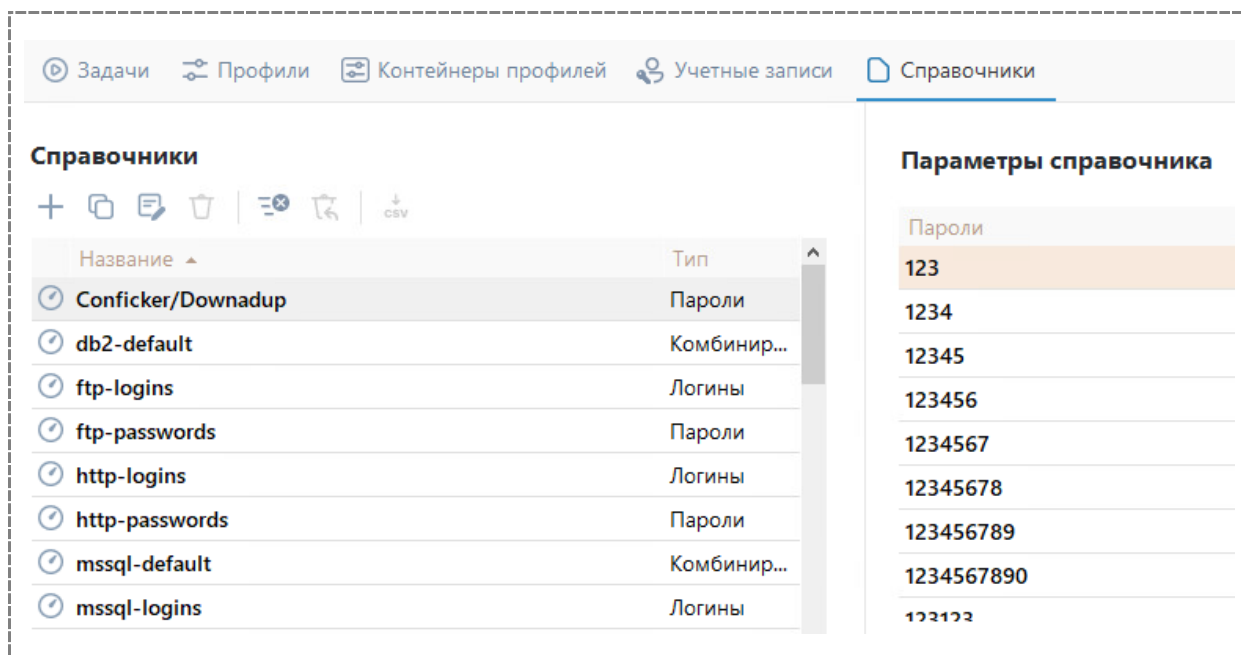 Задачи Профили Контейнеры профилей Учетные записи Справочники
Справочники
csv
Название Тип
Conficker/Downadup Пароли
db2-default Комбинир...
ftp-logins Логины
ftp-passwords Пароли
http-logins Логины
http-passwords Пароли
mssql-default Комбинир...
mssql-logins Логины
Параметры справочника
Пароли
123
1234
12345
123456
1234567
12345678
123456789
1234567890
123123